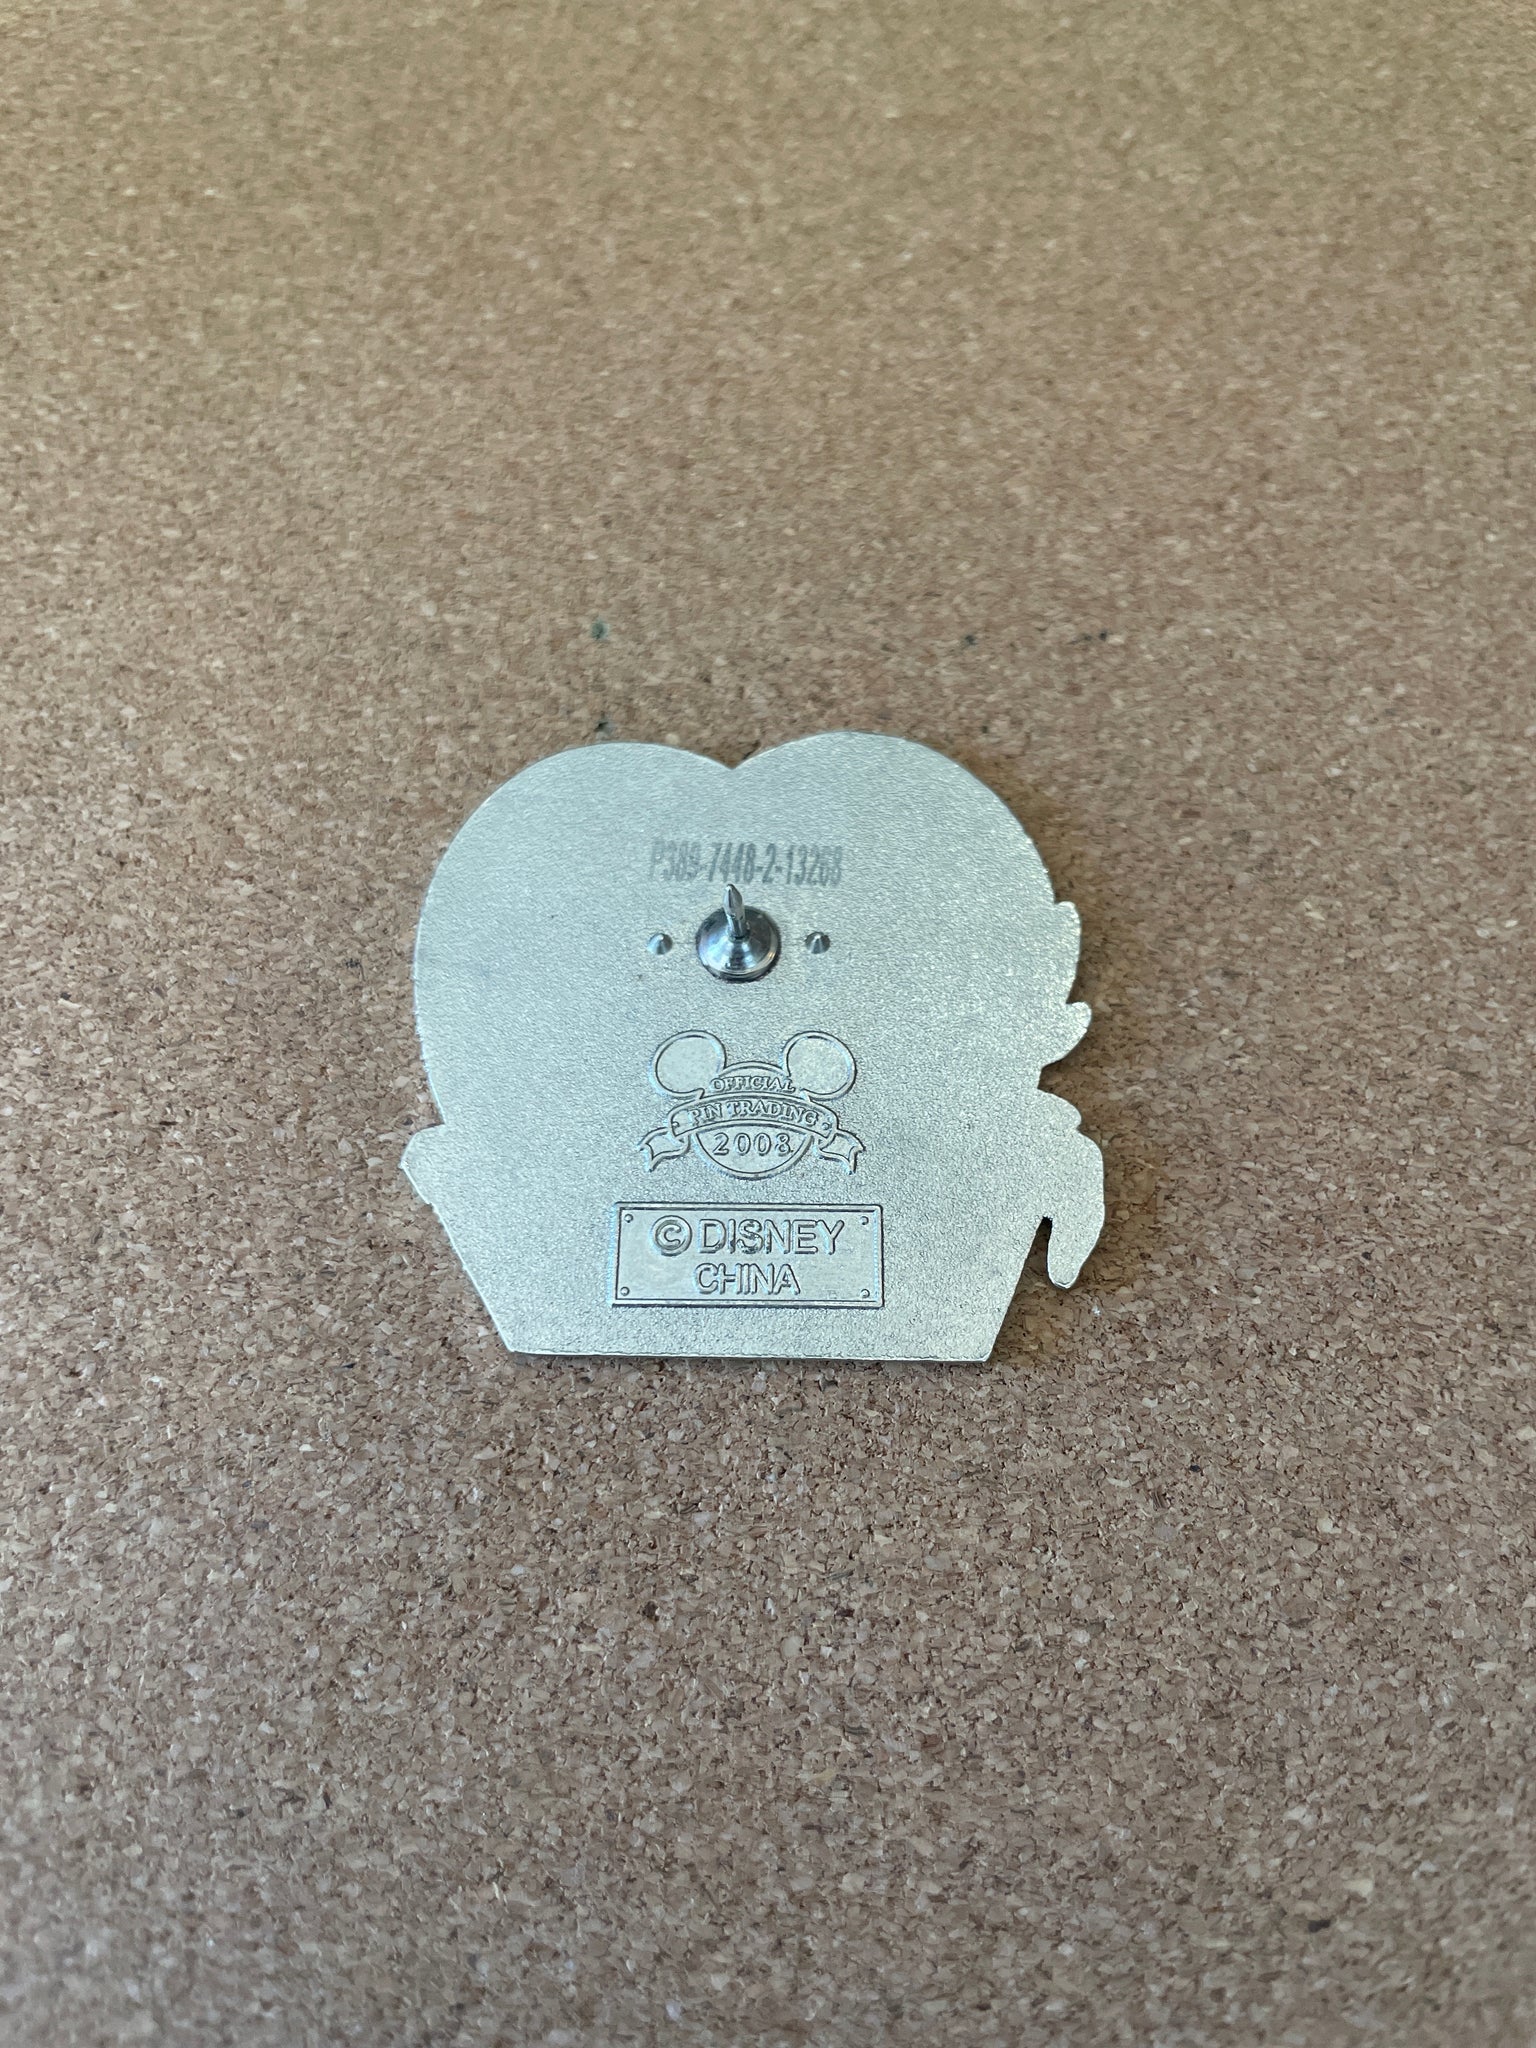 P389-7448-2-13268
OFFICIAL
PIN TRADING
2008
© DISNEY
CHINA